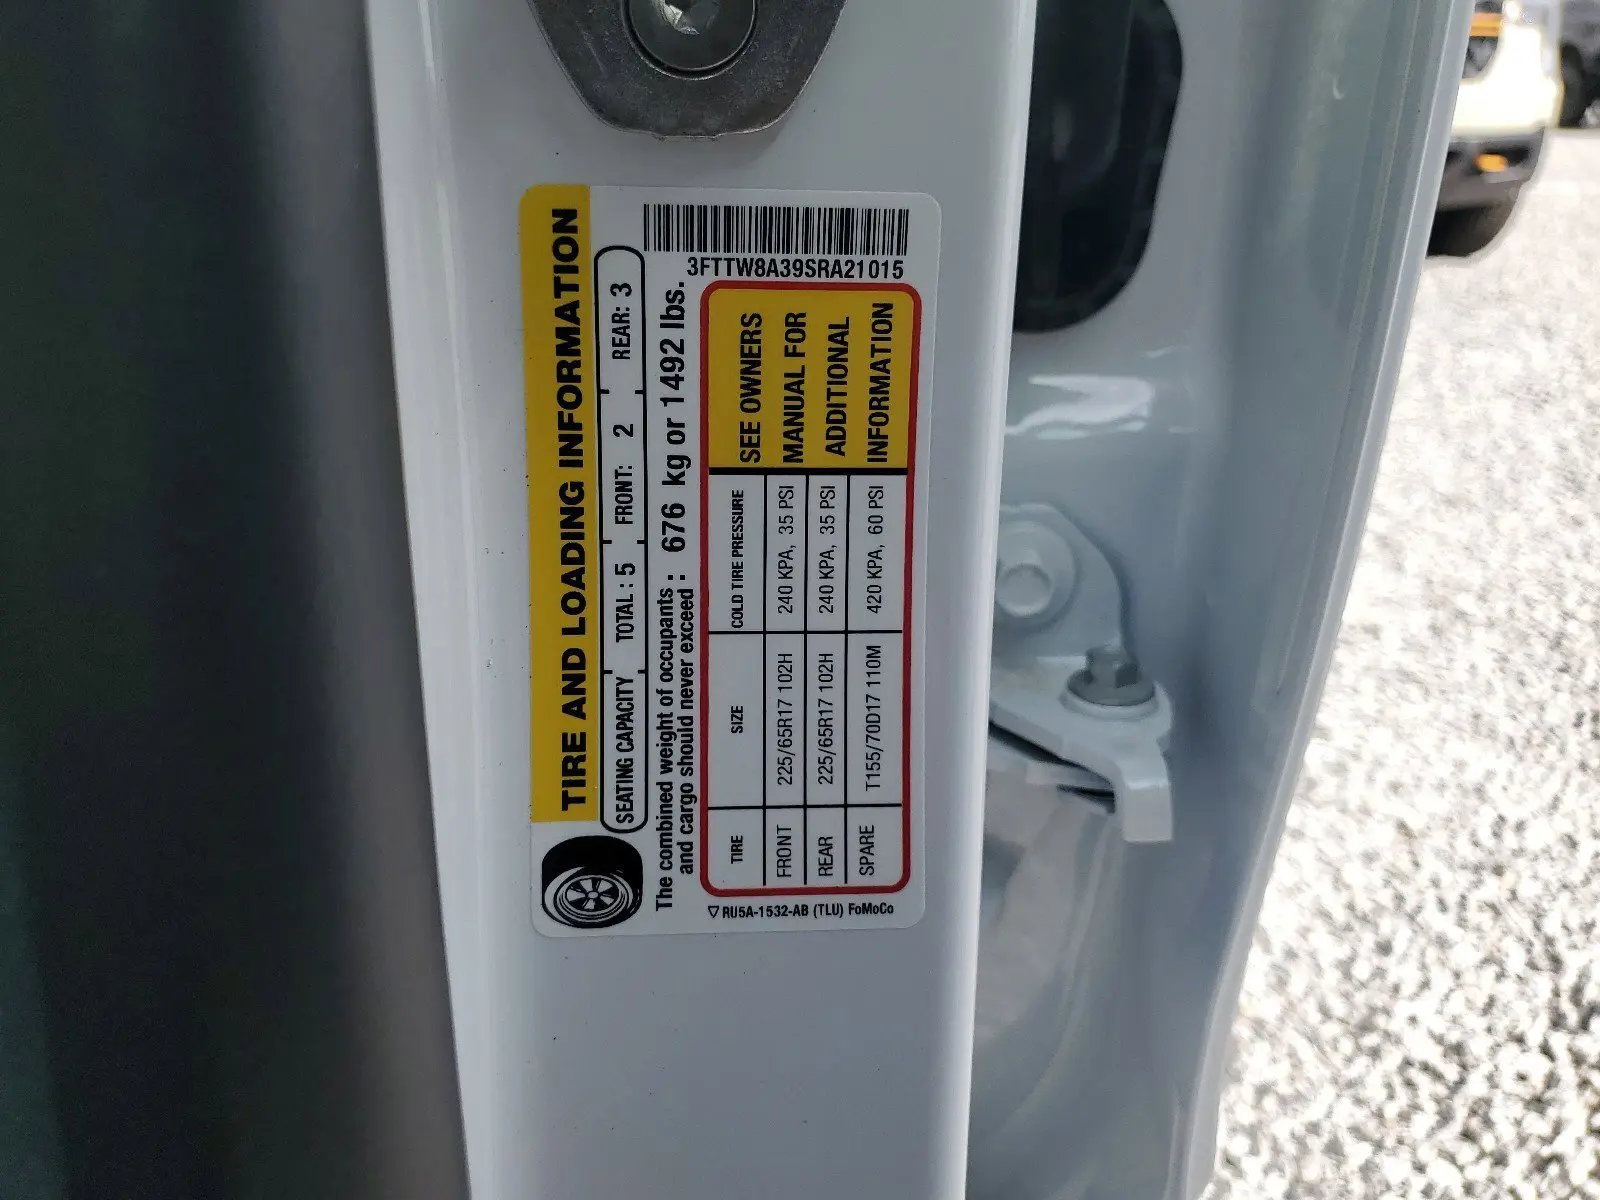 TIRE AND LOADING INFORMATION
SEATING CAPACITY TOTAL : 5 FRONT: 2 REAR: 3
The combined weight of occupants and cargo should never exceed : 676 kg or 1492 lbs.
3FTTW8A39SRA21015
TIRE SIZE COLD TIRE PRESSURE
FRONT 225/65R17 102H 240 KPA, 35 PSI
REAR 225/65R17 102H 240 KPA, 35 PSI
SPARE T155/70D17 110M 420 KPA, 60 PSI
SEE OWNERS
MANUAL FOR
ADDITIONAL
INFORMATION
RU5A-1532-AB (TLU) FoMoCo